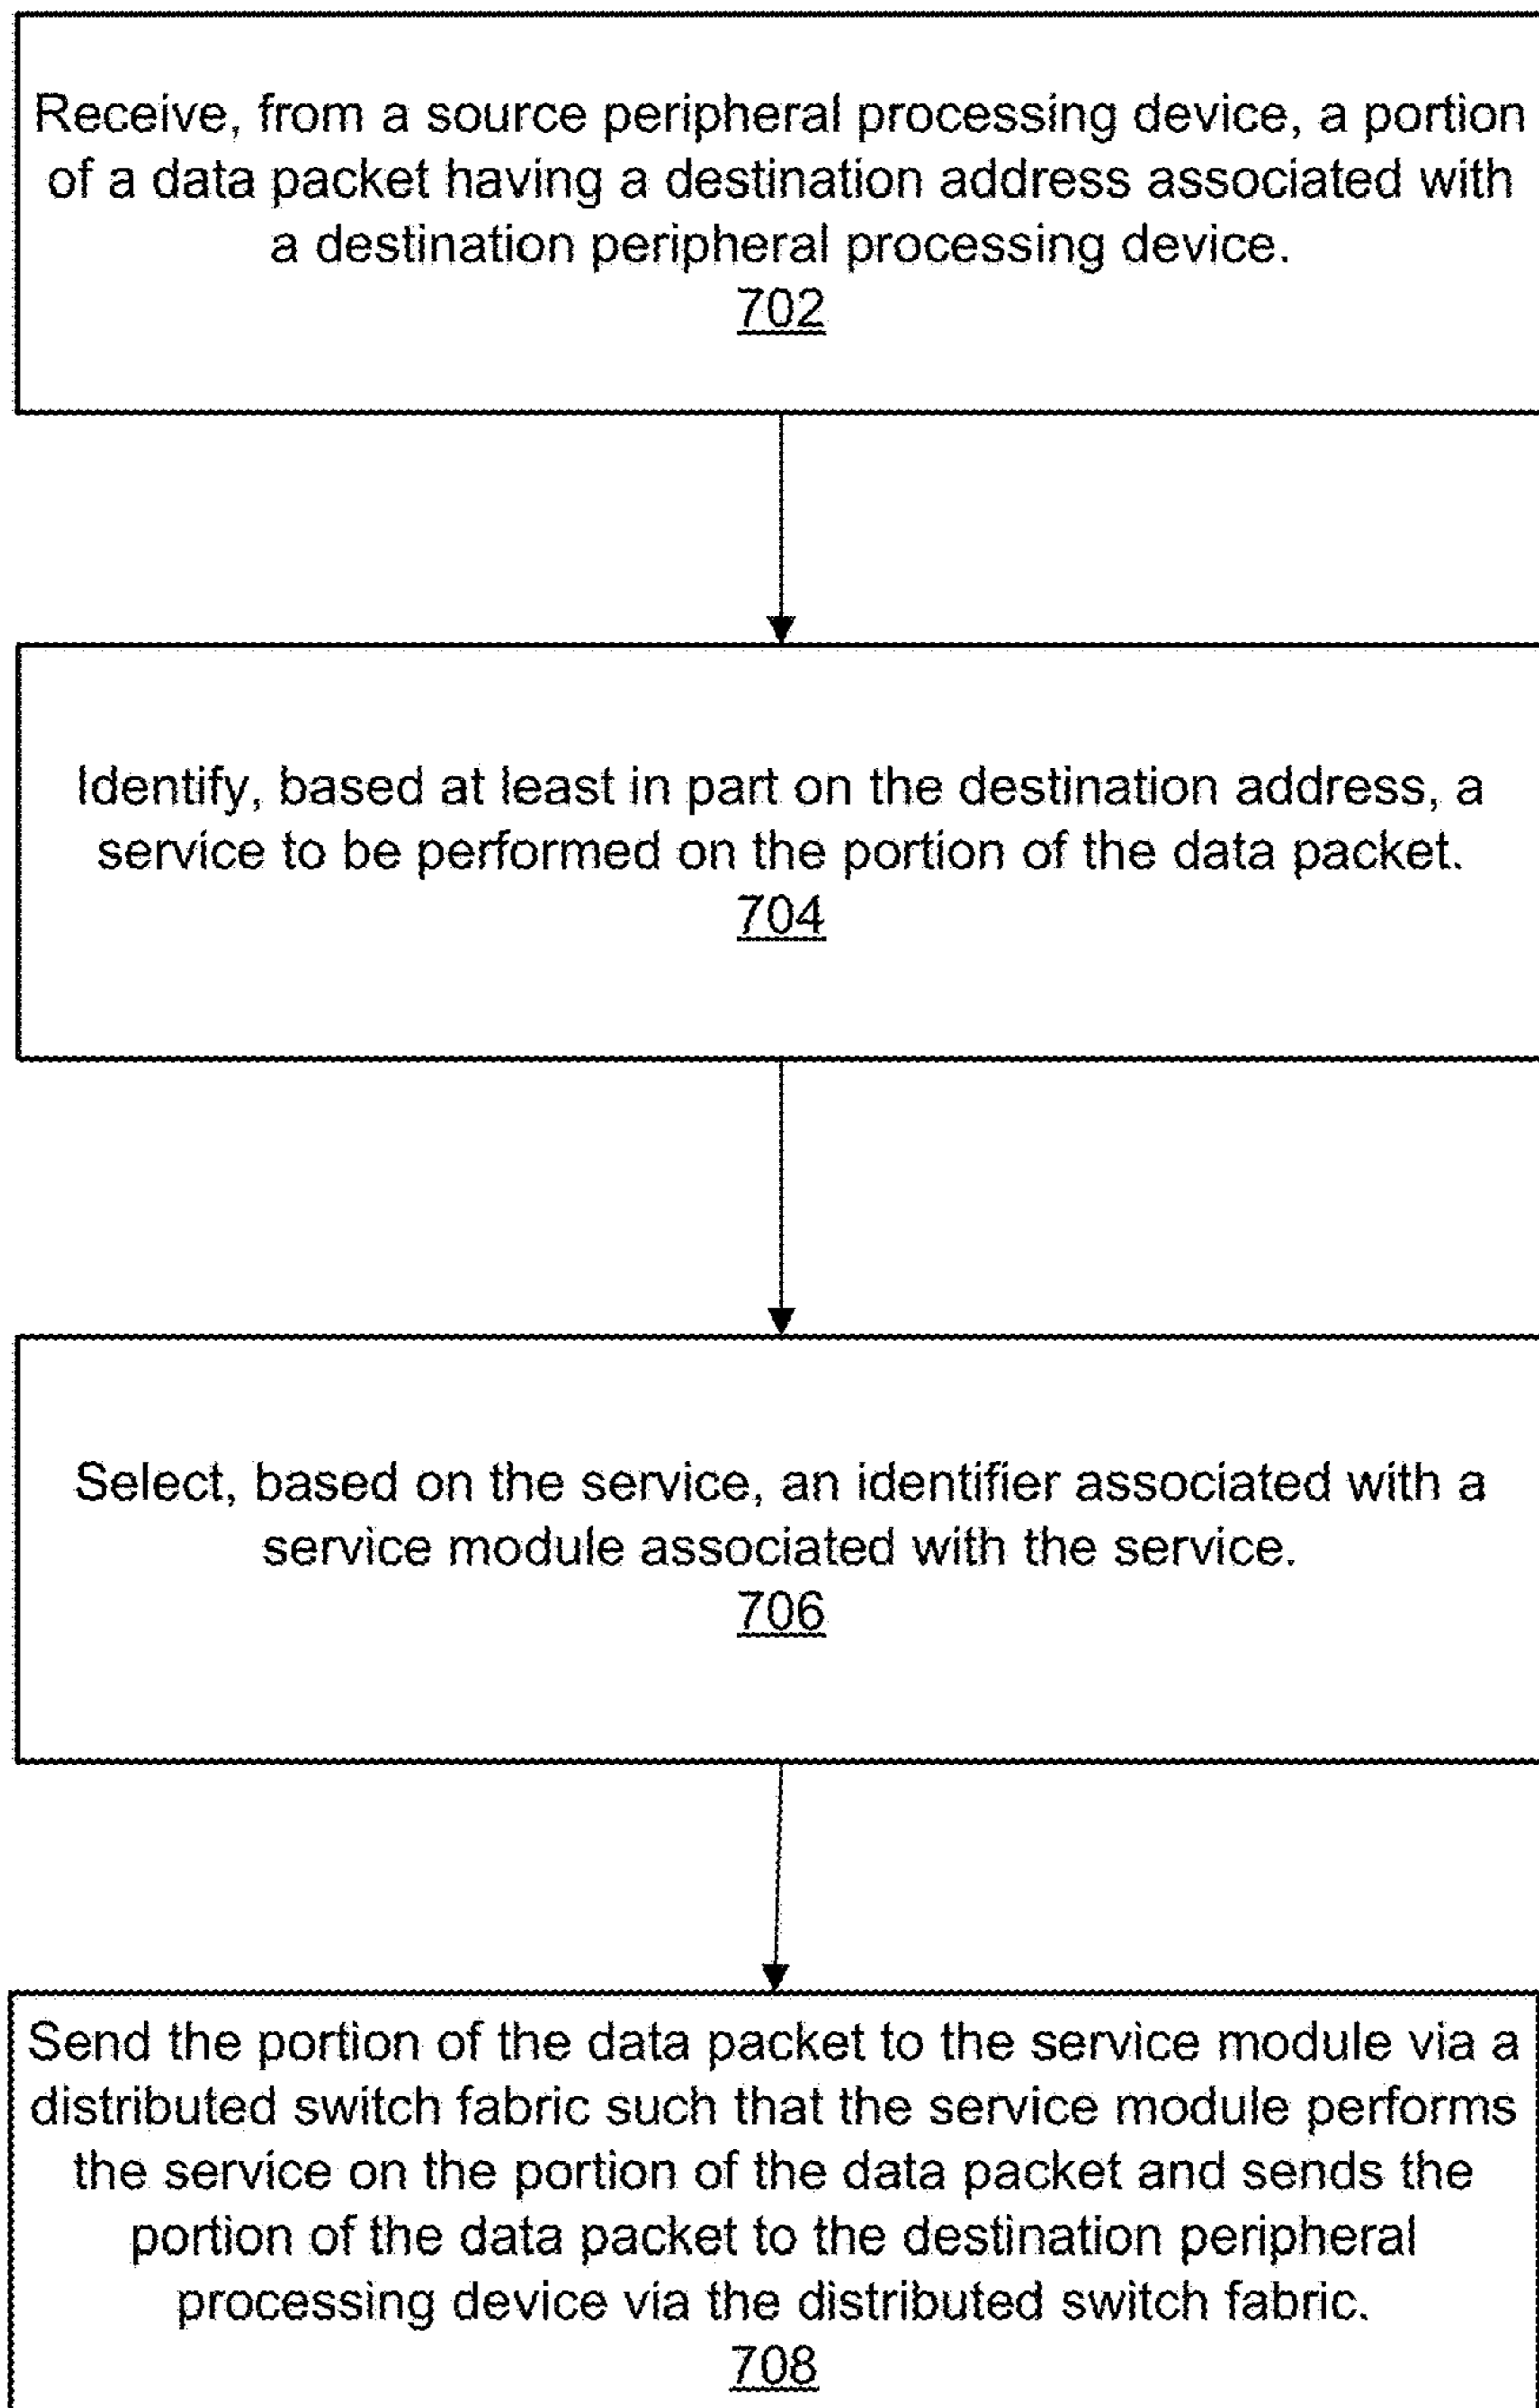 Receive, from a source peripheral processing device, a portion
of a data packet having a destination address associated with
a destination peripheral processing device.
702
Identify, based at least in part on the destination address, a
service to be performed on the portion of the data packet.
704
Select, based on the service, an identifier associated with a
service module associated with the service.
706
Send the portion of the data packet to the service module via a
distributed switch fabric such that the service module performs
the service on the portion of the data packet and sends the
portion of the data packet to the destination peripheral
processing device via the distributed switch fabric.
708